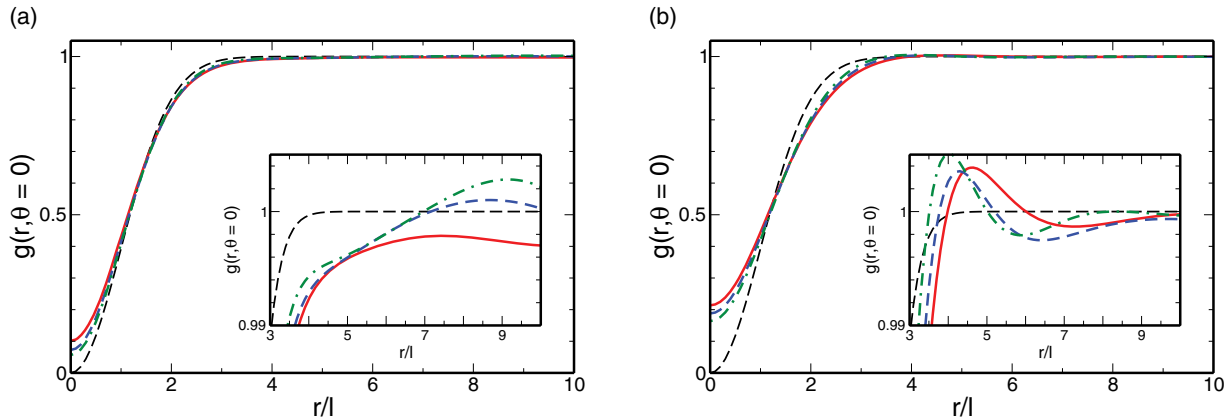 (a)
g(r,θ = 0)
1
0.5
0
0 2 4 6 8 10
r/l
g(r,θ = 0)
1
0.99
3 5 7 9
r/l
(b)
g(r,θ = 0)
1
0.5
0
0 2 4 6 8 10
r/l
g(r,θ = 0)
1
0.99
3 5 7 9
r/l